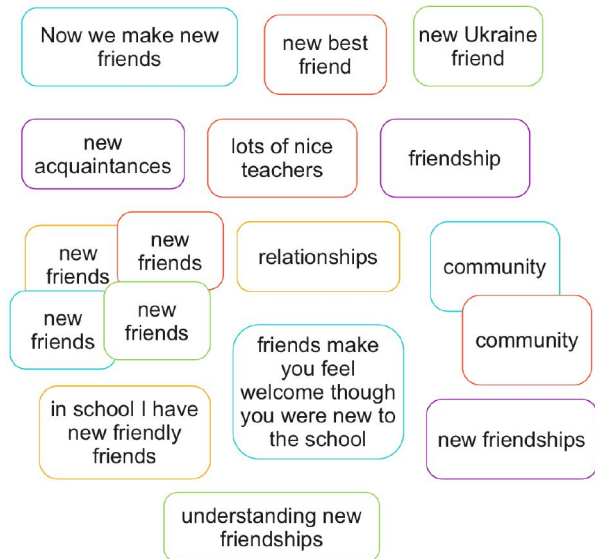 Now we make new
friends
new best
friend
new Ukraine
friend
new
acquaintances
lots of nice
teachers
friendship
new
friends
new
friends
new
friends
new
friends
relationships
community
community
friends make
you feel
welcome though
you were new to
the school
in school I have
new friendly
friends
new friendships
understanding new
friendships